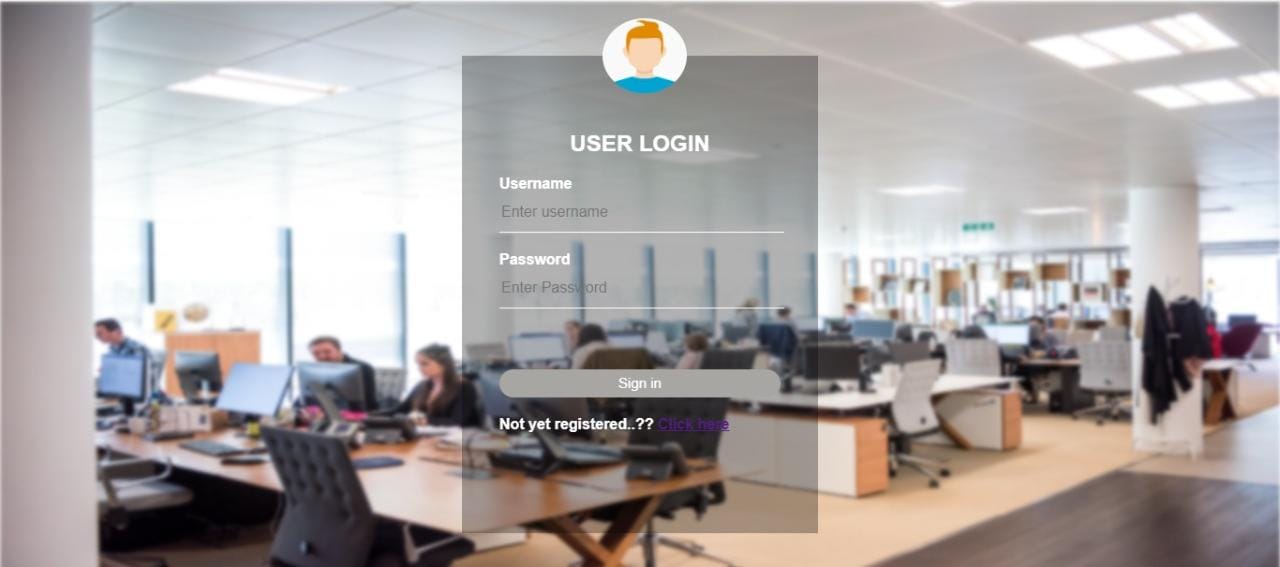 USER LOGIN
Username
Enter username
Password
Enter Password
Sign in
Not yet registered..?? Click here